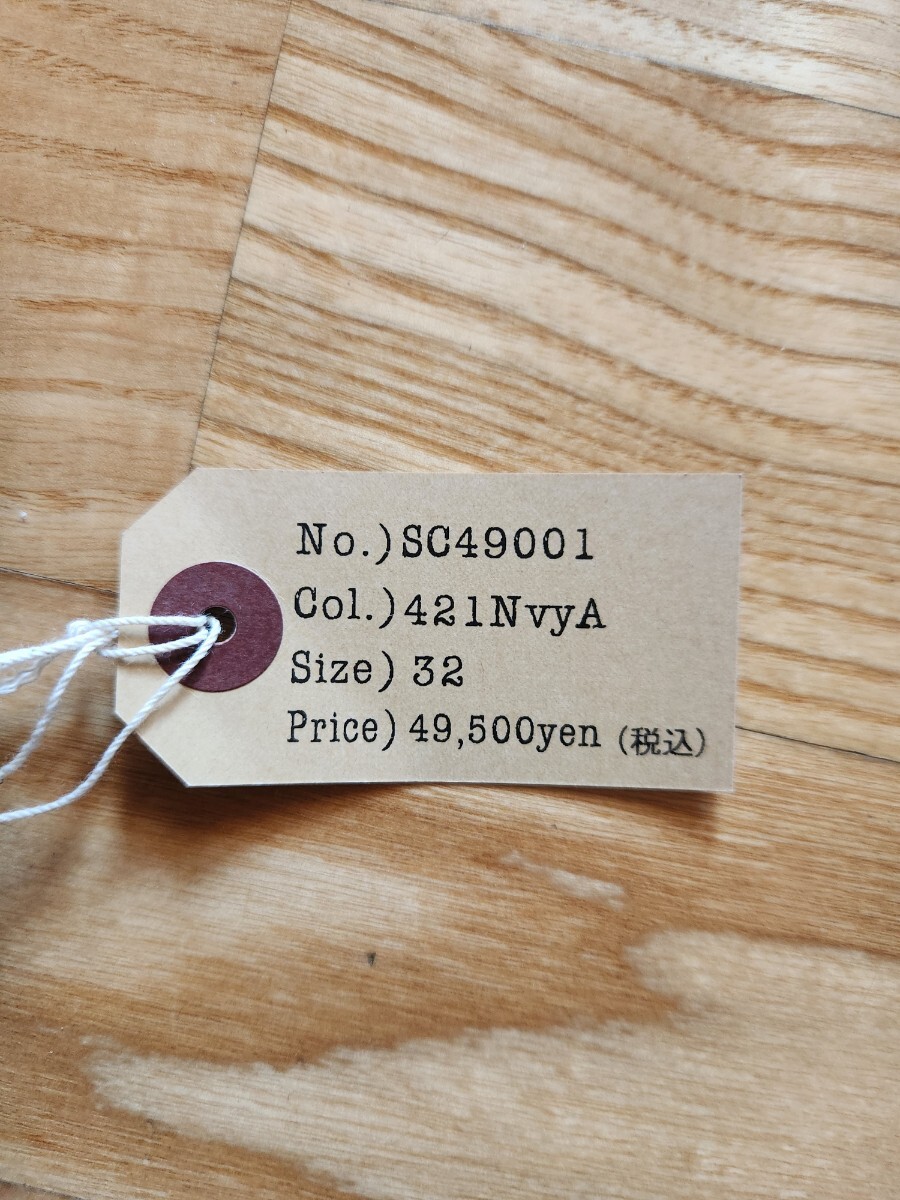 No.)SC49001
Col.)421NvyA
Size) 32
Price) 49,500yen (税込)